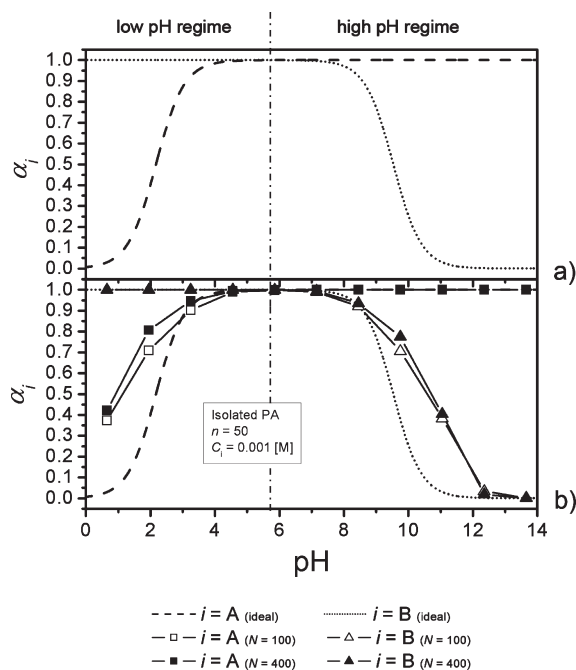 low pH regime high pH regime
1.0
0.9
0.8
0.7
0.6
0.5
0.4
0.3
0.2
0.1
0.0
αi
a)
1.0
0.9
0.8
0.7
0.6
0.5
0.4
0.3
0.2
0.1
0.0
αi
Isolated PA
n = 50
Ci = 0.001 [M]
b)
0 2 4 6 8 10 12 14
pH
i = A (ideal) i = B (ideal)
i = A (N = 100) i = B (N = 100)
i = A (N = 400) i = B (N = 400)